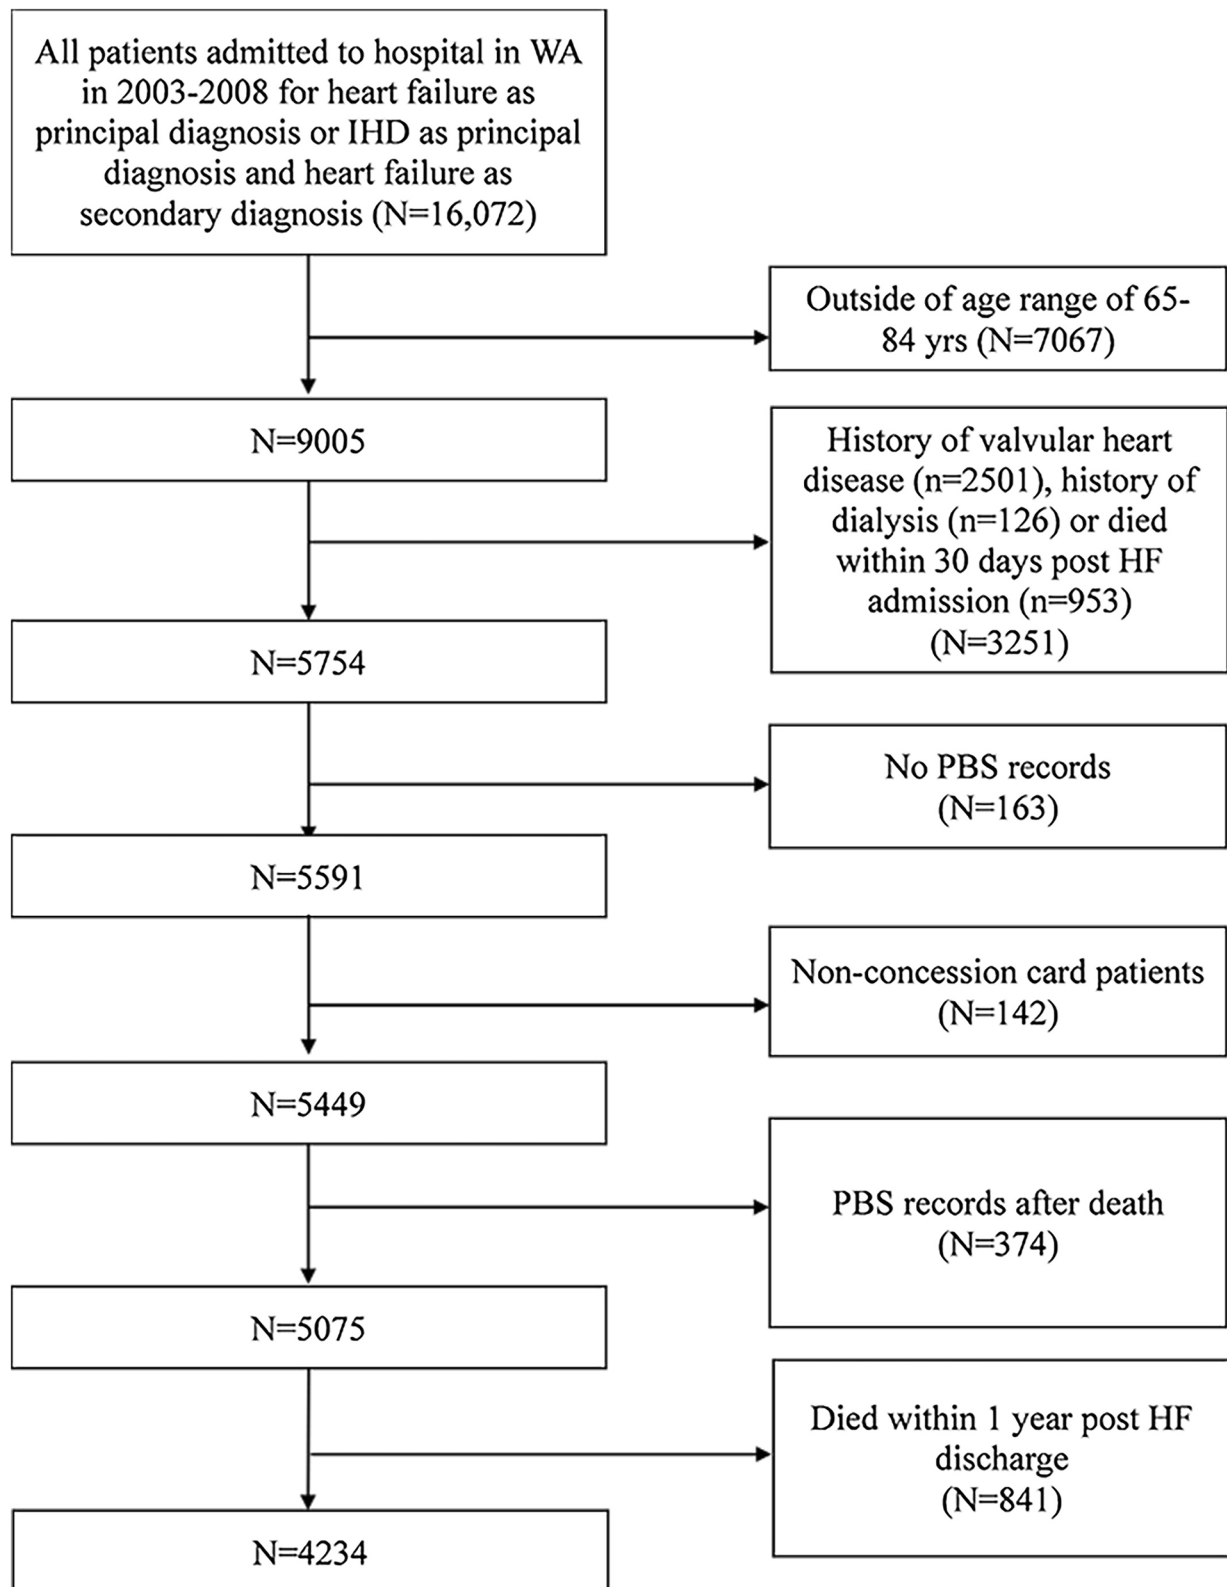 All patients admitted to hospital in WA
in 2003-2008 for heart failure as
principal diagnosis or IHD as principal
diagnosis and heart failure as
secondary diagnosis (N=16,072)
Outside of age range of 65-
84 yrs (N=7067)
N=9005
History of valvular heart
disease (n=2501), history of
dialysis (n=126) or died
within 30 days post HF
admission (n=953)
(N=3251)
N=5754
No PBS records
(N=163)
N=5591
Non-concession card patients
(N=142)
N=5449
PBS records after death
(N=374)
N=5075
Died within 1 year post HF
discharge
(N=841)
N=4234